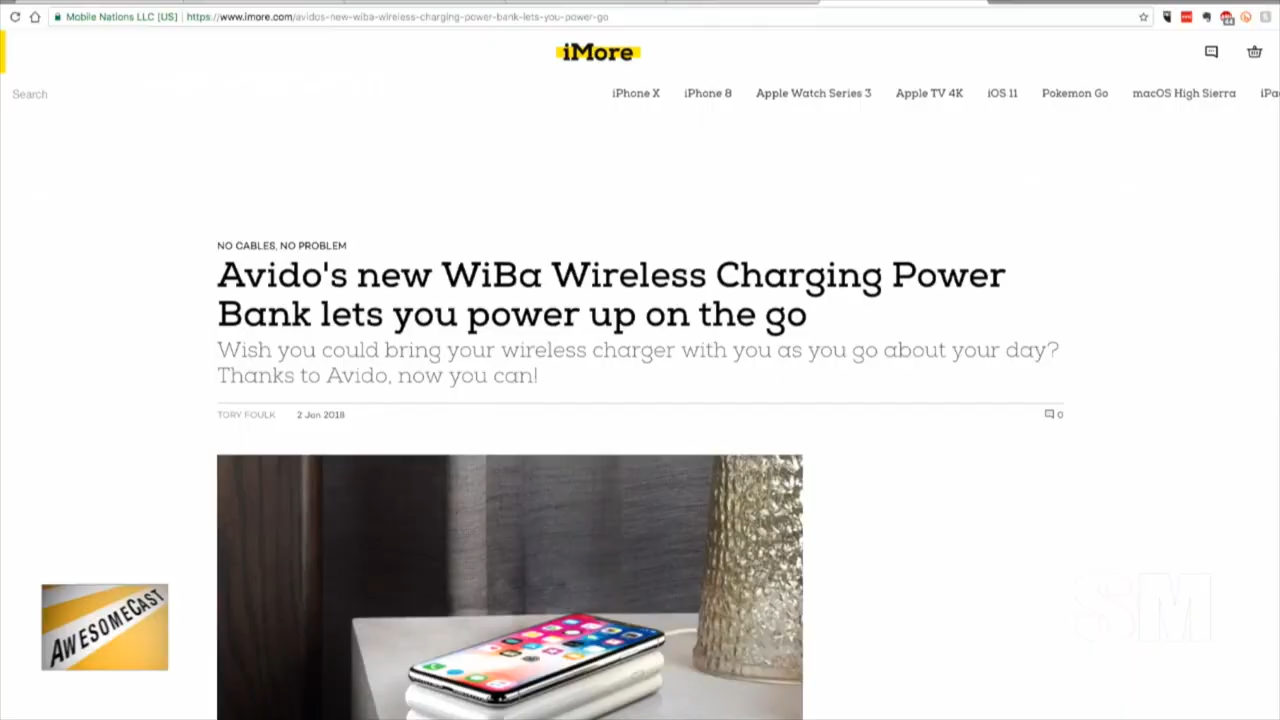 Mobile Nations LLC [US] https://www.imore.com/avidos-new-wiba-wireless-charging-power-bank-lets-you-power-go
iMore
Search
iPhone X iPhone 8 Apple Watch Series 3 Apple TV 4K iOS 11 Pokemon Go macOS High Sierra iPa
NO CABLES, NO PROBLEM
Avido's new WiBa Wireless Charging Power
Bank lets you power up on the go
Wish you could bring your wireless charger with you as you go about your day?
Thanks to Avido, now you can!
TORY FOULK 2 Jan 2018 0
AWESOMECAST
SM